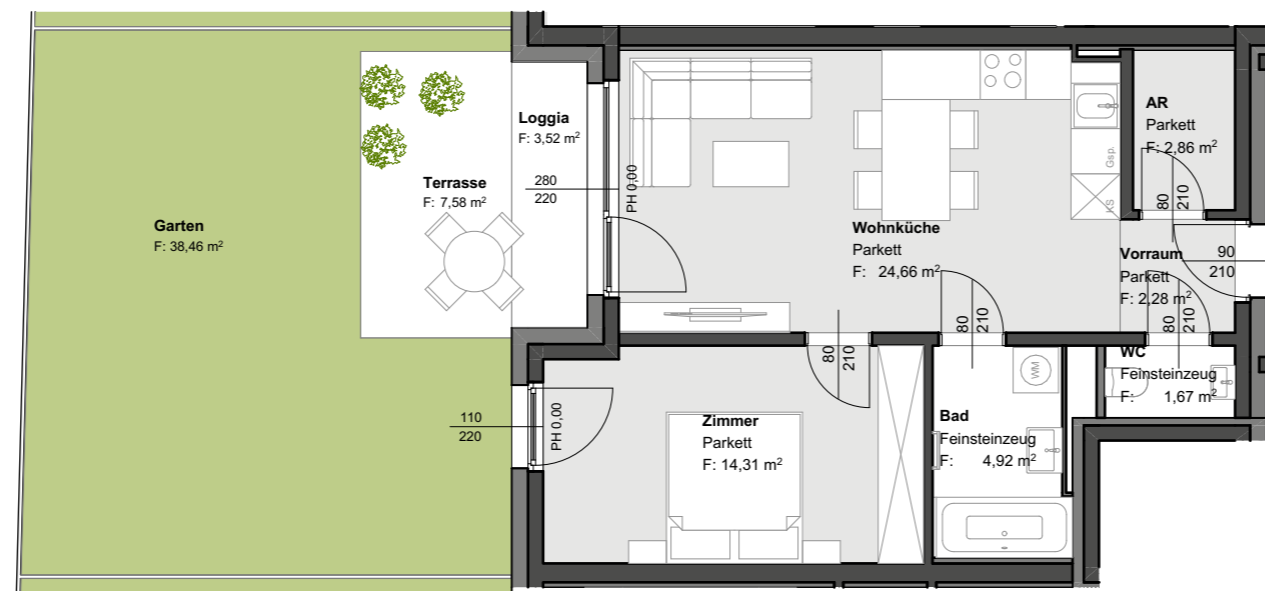 Garten
F: 38,46 m²
Terrasse
F: 7,58 m²
Loggia
F: 3,52 m²
280
220
PH 0,00
110
220
PH 0,00
Wohnküche
Parkett
F: 24,66 m²
Gsp.
KS
AR
Parkett
F: 2,86 m²
80
210
Vorraum
Parkett
F: 2,28 m²
90
210
80
210
80
210
80
210
WC
Feinsteinzeug
F: 1,67 m²
WM
Bad
Feinsteinzeug
F: 4,92 m²
Zimmer
Parkett
F: 14,31 m²